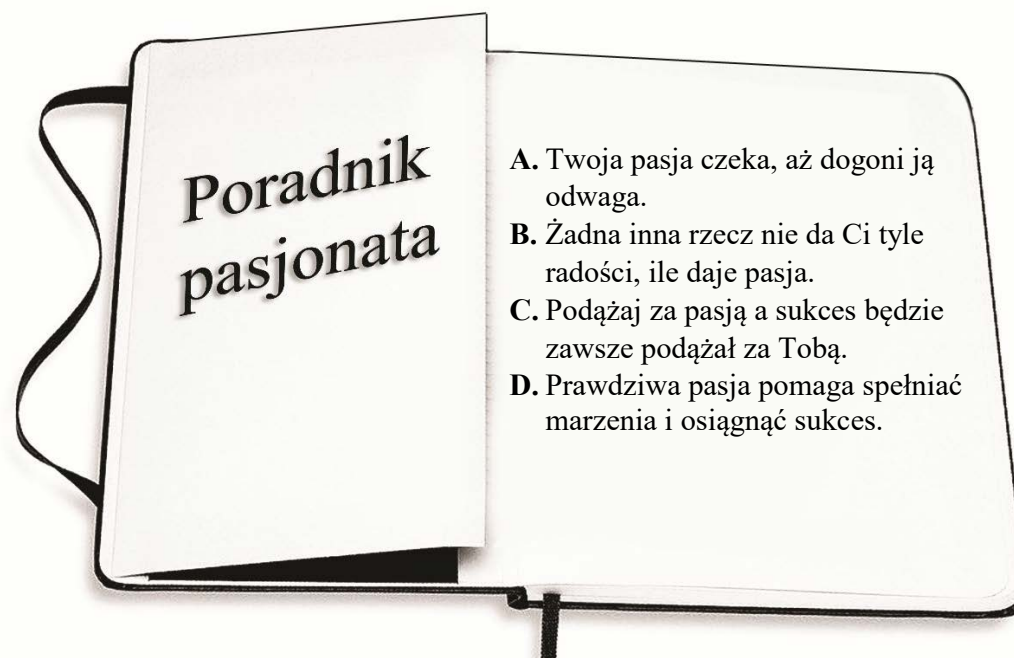 Poradnik
pasjonata
A. Twoja pasja czeka, aż dogoni ją
odwaga.
B. Żadna inna rzecz nie da Ci tyle
radości, ile daje pasja.
C. Podążaj za pasją a sukces będzie
zawsze podążał za Tobą.
D. Prawdziwa pasja pomaga spełniać
marzenia i osiągnąć sukces.